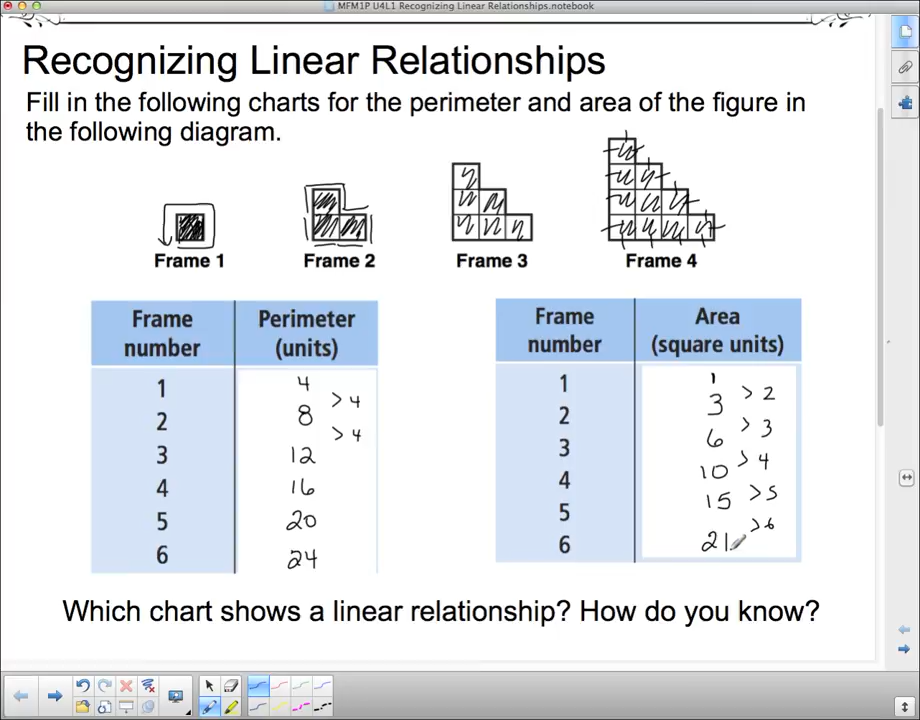 MFM1P U4L1 Recognizing Linear Relationships.notebook
Recognizing Linear Relationships
Fill in the following charts for the perimeter and area of the figure in
the following diagram.
Frame 1 Frame 2 Frame 3 Frame 4
Frame number Perimeter (units)
1 4
> 4
2 8
> 4
3 12
4 16
5 20
6 24
Frame number Area (square units)
1 1
> 2
2 3
> 3
3 6
> 4
4 10
> 5
5 15
> 6
6 21
Which chart shows a linear relationship? How do you know?